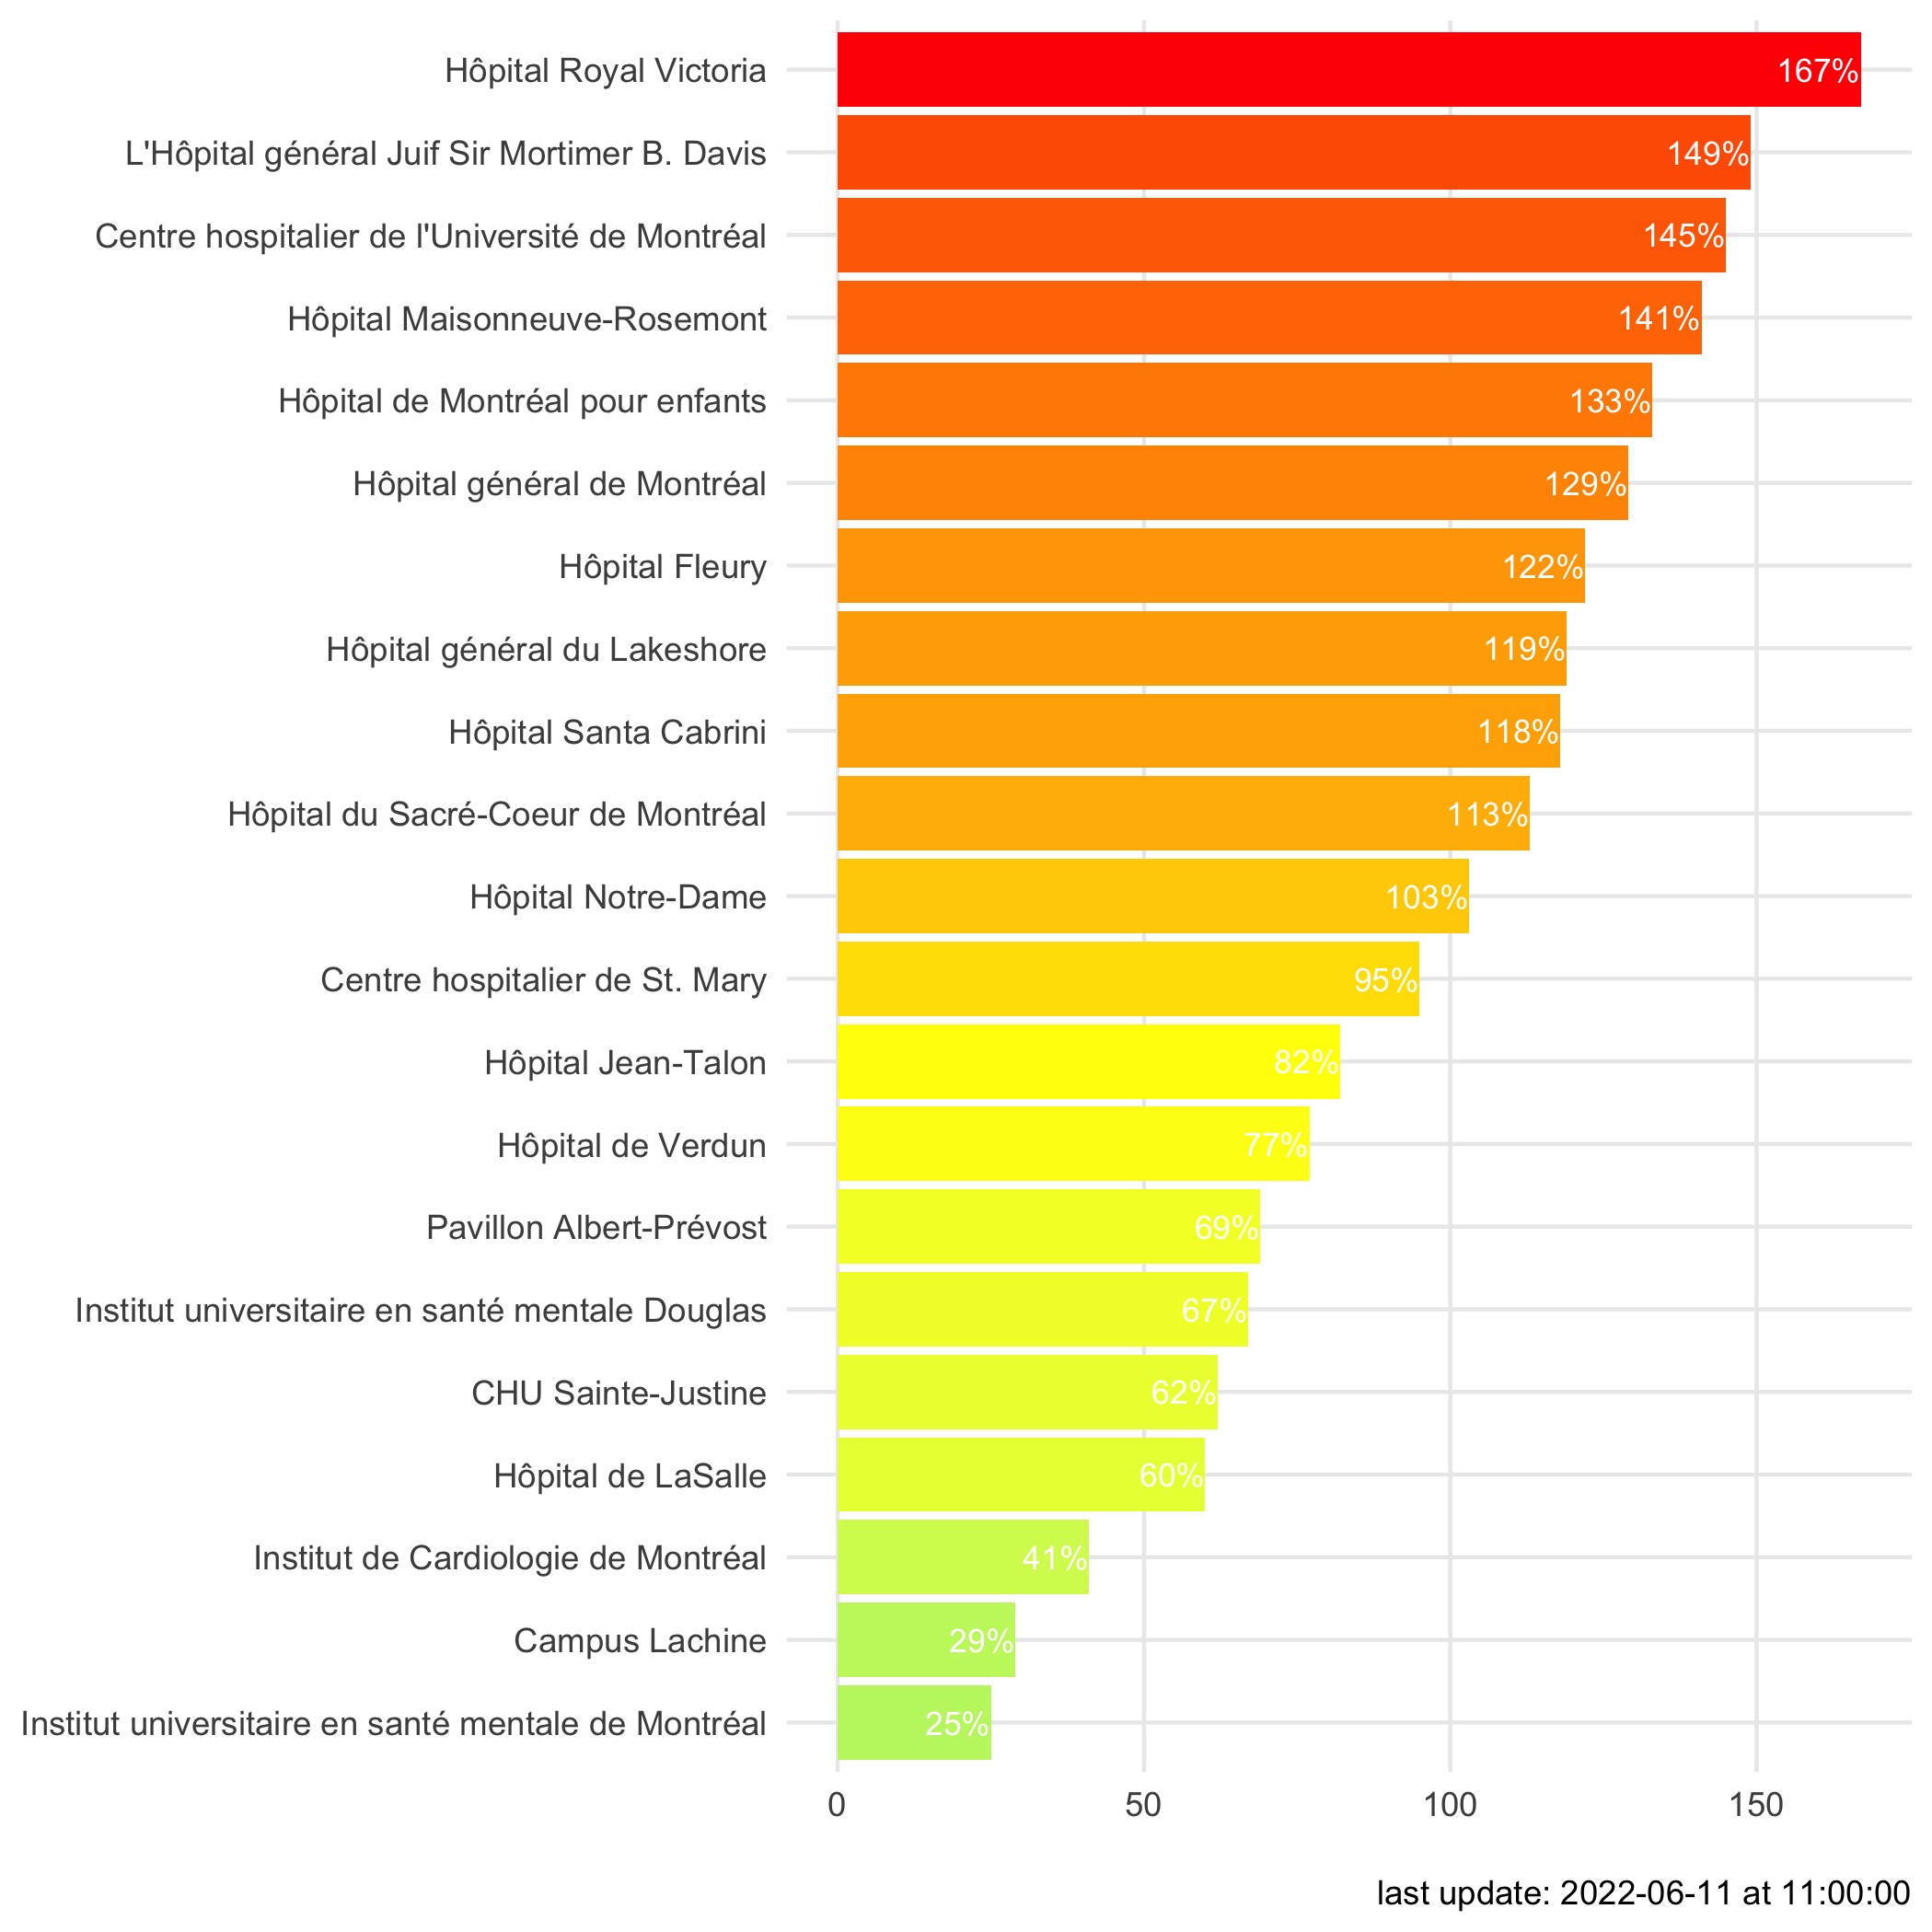 Hôpital Royal Victoria 167%
L'Hôpital général Juif Sir Mortimer B. Davis 149%
Centre hospitalier de l'Université de Montréal 145%
Hôpital Maisonneuve-Rosemont 141%
Hôpital de Montréal pour enfants 133%
Hôpital général de Montréal 129%
Hôpital Fleury 122%
Hôpital général du Lakeshore 119%
Hôpital Santa Cabrini 118%
Hôpital du Sacré-Coeur de Montréal 113%
Hôpital Notre-Dame 103%
Centre hospitalier de St. Mary 95%
Hôpital Jean-Talon 82%
Hôpital de Verdun 77%
Pavillon Albert-Prévost 69%
Institut universitaire en santé mentale Douglas 67%
CHU Sainte-Justine 62%
Hôpital de LaSalle 60%
Institut de Cardiologie de Montréal 41%
Campus Lachine 29%
Institut universitaire en santé mentale de Montréal 25%
0 50 100 150
last update: 2022-06-11 at 11:00:00